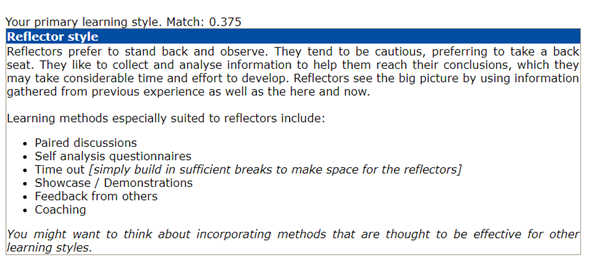 Your primary learning style. Match: 0.375
Reflector style
Reflectors prefer to stand back and observe. They tend to be cautious, preferring to take a back
seat. They like to collect and analyse information to help them reach their conclusions, which they
may take considerable time and effort to develop. Reflectors see the big picture by using information
gathered from previous experience as well as the here and now.
Learning methods especially suited to reflectors include:
• Paired discussions
• Self analysis questionnaires
• Time out [simply build in sufficient breaks to make space for the reflectors]
• Showcase / Demonstrations
• Feedback from others
• Coaching
You might want to think about incorporating methods that are thought to be effective for other
learning styles.